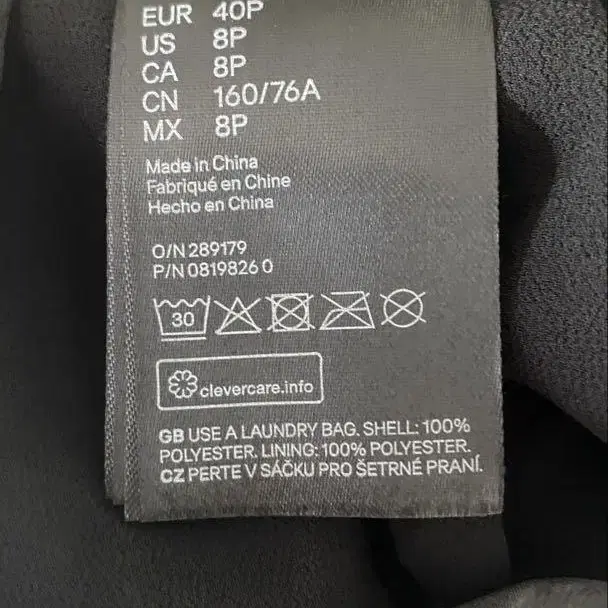 EUR 40P
US 8P
CA 8P
CN 160/76A
MX 8P
Made in China
Fabriqué en Chine
Hecho en China
O/N 289179
P/N 0819826 0
30
clevercare.info
GB USE A LAUNDRY BAG. SHELL: 100%
POLYESTER. LINING: 100% POLYESTER.
CZ PERTE V SÁČKU PRO ŠETRNÉ PRANÍ.